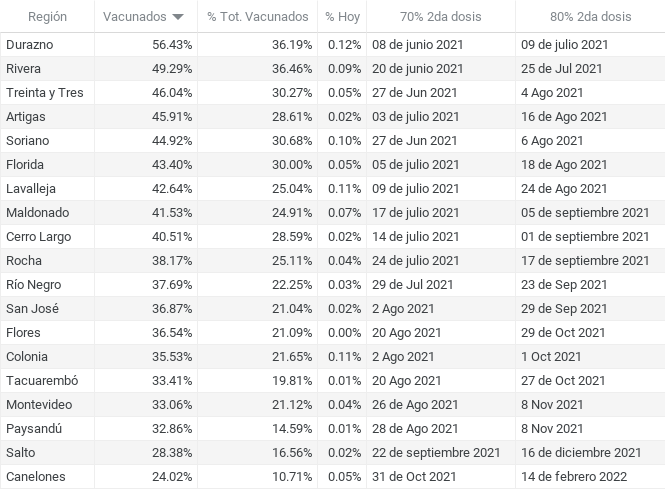 Región Vacunados % Tot. Vacunados % Hoy 70% 2da dosis 80% 2da dosis
Durazno 56.43% 36.19% 0.12% 08 de junio 2021 09 de julio 2021
Rivera 49.29% 36.46% 0.09% 20 de junio 2021 25 de Jul 2021
Treinta y Tres 46.04% 30.27% 0.05% 27 de Jun 2021 4 Ago 2021
Artigas 45.91% 28.61% 0.02% 03 de julio 2021 16 de Ago 2021
Soriano 44.92% 30.68% 0.10% 27 de Jun 2021 6 Ago 2021
Florida 43.40% 30.00% 0.05% 05 de julio 2021 18 de Ago 2021
Lavalleja 42.64% 25.04% 0.11% 09 de julio 2021 24 de Ago 2021
Maldonado 41.53% 24.91% 0.07% 17 de julio 2021 05 de septiembre 2021
Cerro Largo 40.51% 28.59% 0.02% 14 de julio 2021 01 de septiembre 2021
Rocha 38.17% 25.11% 0.04% 24 de julio 2021 17 de septiembre 2021
Río Negro 37.69% 22.25% 0.03% 29 de Jul 2021 23 de Sep 2021
San José 36.87% 21.04% 0.02% 2 Ago 2021 29 de Sep 2021
Flores 36.54% 21.09% 0.00% 20 Ago 2021 29 de Oct 2021
Colonia 35.53% 21.65% 0.11% 2 Ago 2021 1 Oct 2021
Tacuarembó 33.41% 19.81% 0.01% 20 Ago 2021 27 de Oct 2021
Montevideo 33.06% 21.12% 0.04% 26 de Ago 2021 8 Nov 2021
Paysandú 32.86% 14.59% 0.01% 28 de Ago 2021 8 Nov 2021
Salto 28.38% 16.56% 0.02% 22 de septiembre 2021 16 de diciembre 2021
Canelones 24.02% 10.71% 0.05% 31 de Oct 2021 14 de febrero 2022